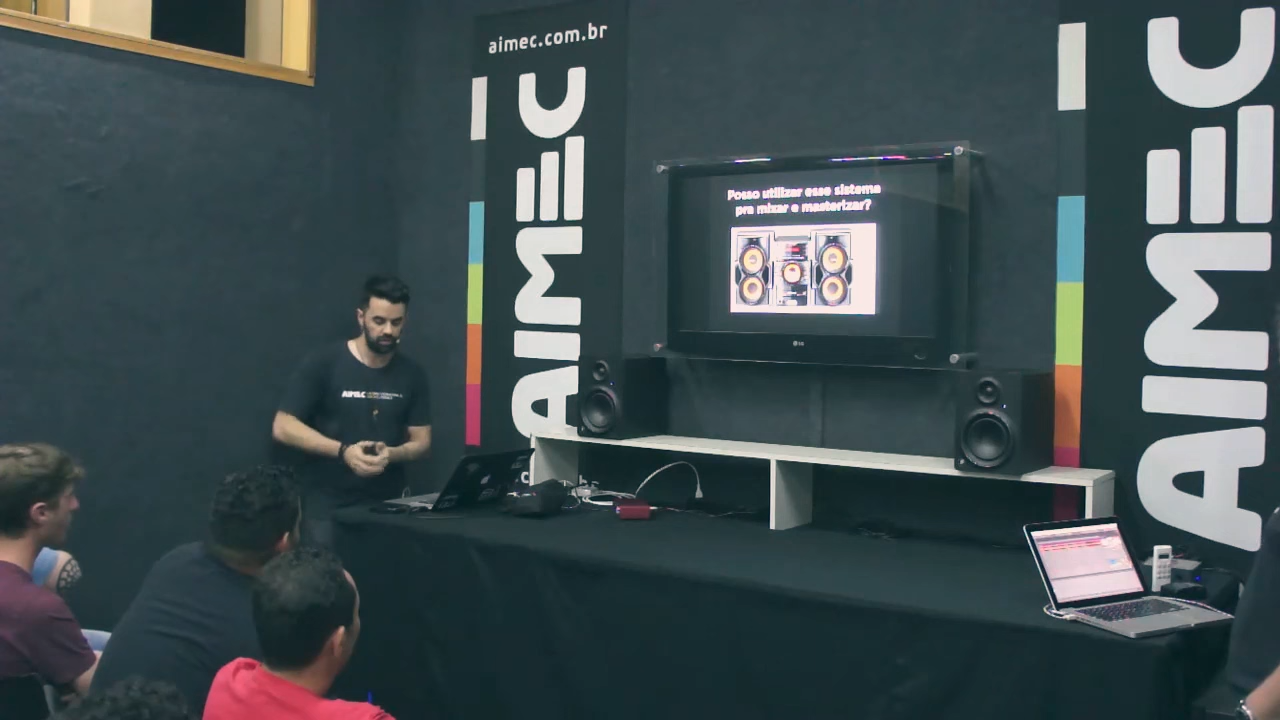 aimec.com.br
AIMEC
Posso utilizar esse sistema
pra mixar e masterizar?
LG
AIMEC
AIMEC